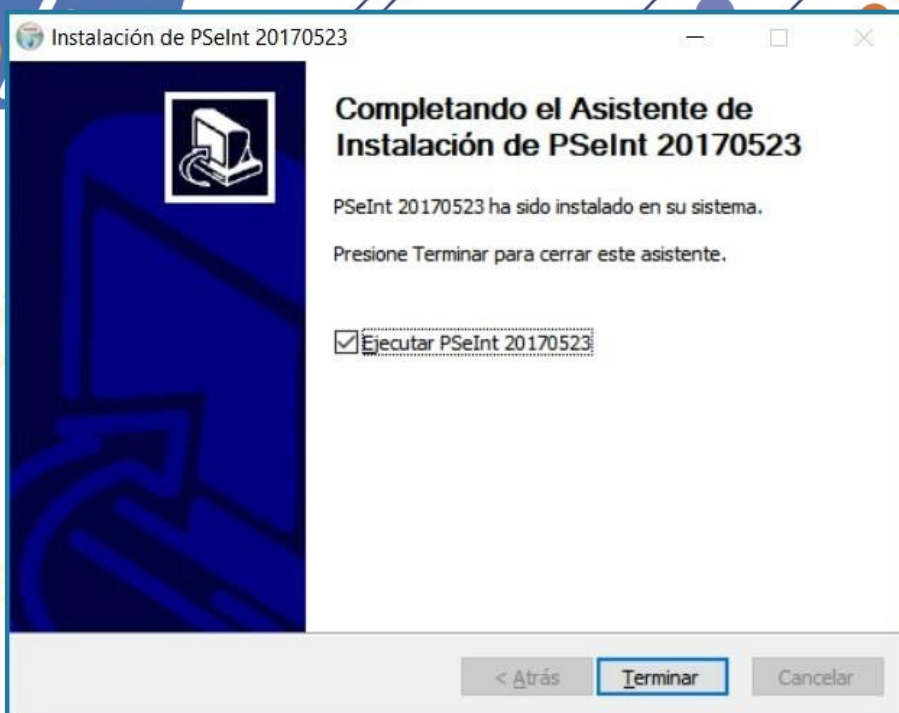 Instalación de PSeInt 20170523
Completando el Asistente de
Instalación de PSeInt 20170523
PSeInt 20170523 ha sido instalado en su sistema.
Presione Terminar para cerrar este asistente.
Ejecutar PSeInt 20170523
< Atrás
Terminar
Cancelar